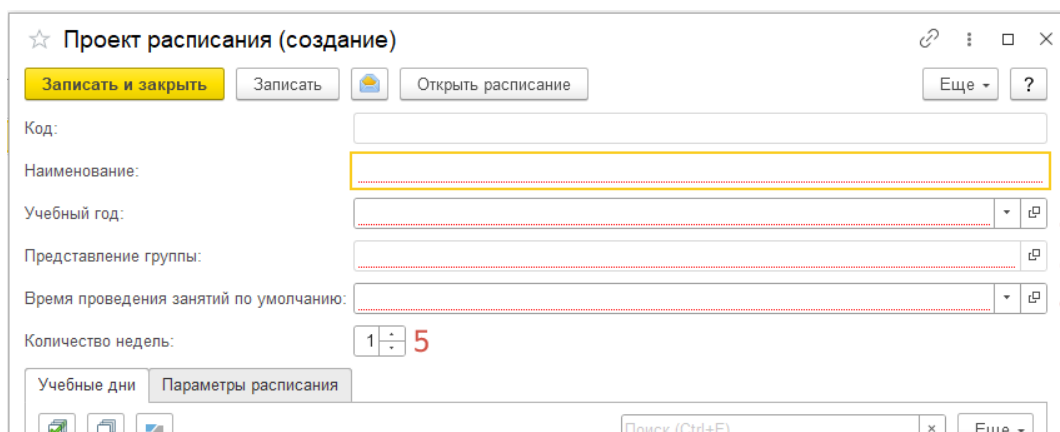 Проект расписания (создание)
Записать и закрыть Записать Открыть расписание Еще ?
Код:
Наименование:
Учебный год:
Представление группы:
Время проведения занятий по умолчанию:
Количество недель: 1 5
Учебные дни Параметры расписания
Поиск (Ctrl+F) × Еще